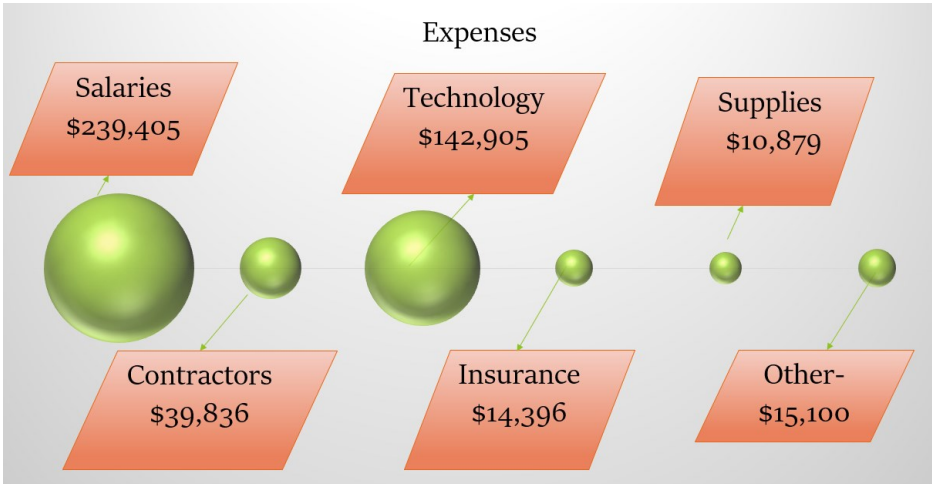 Expenses
Salaries
$239,405
Technology
$142,905
Supplies
$10,879
Contractors
$39,836
Insurance
$14,396
Other-
$15,100